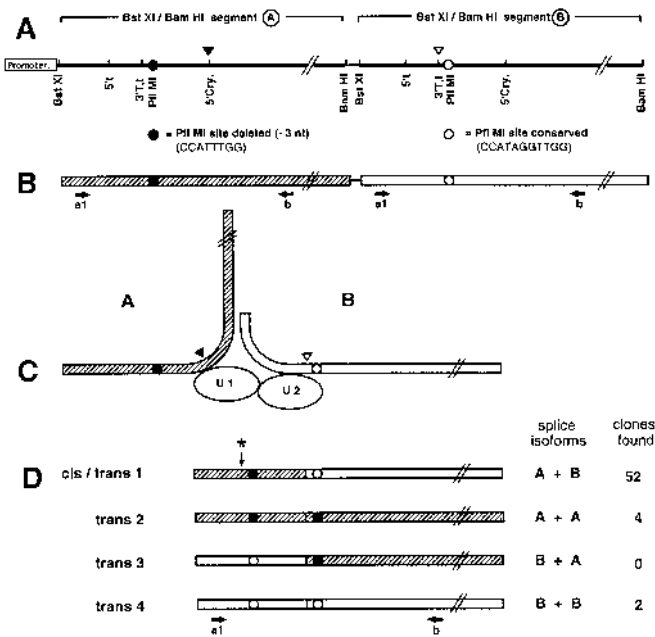 A
Bst XI / Bam HI segment A
Bst XI / Bam HI segment B
Promoter.
Bst XI
5't
3'T,t
Pfl MI
5'Cry.
Bam HI
Bst XI
5't
3'T,t
Pfl MI
5'Cry.
Bam HI
= Pfl MI site deleted (- 3 nt)
(CCATTTGG)
= Pfl MI site conserved
(CCATAGGTTGG)
B
a1
b
a1
b
A
B
C
U 1
U 2
splice
isoforms
clones
found
*
D
cis / trans 1
A + B
52
trans 2
A + A
4
trans 3
B + A
0
trans 4
B + B
2
a1
b